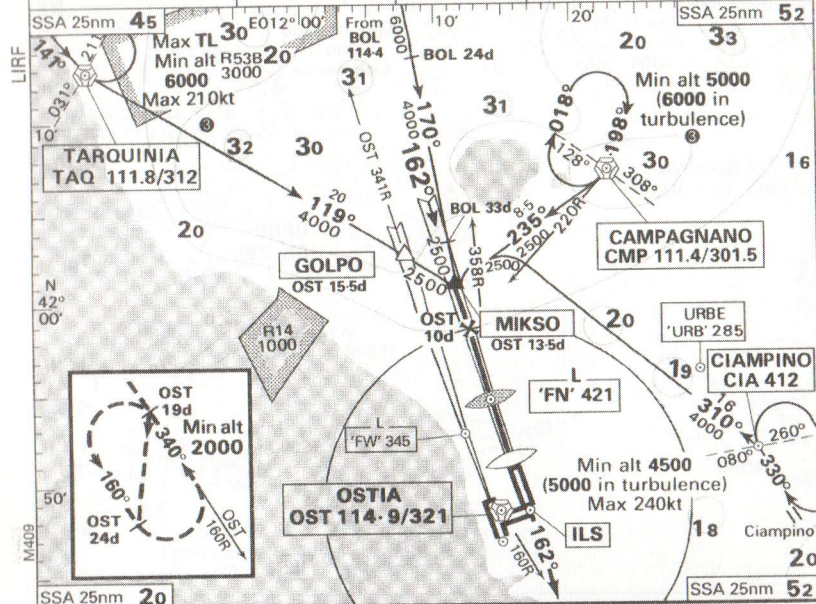 SSA 25nm 45
30
E012° 00'
From
BOL
114·4
6000
10'
20'
SSA 25nm 52
LIRF
141°
211
031°
Max TL
Min alt
6000
Max 210kt
R53B
3000
20
31
BOL 24d
20
33
31
018°
198°
Min alt 5000
(6000 in
turbulence)
3
10'
3
32
30
OST 341R
170°
4000
162°
128°
308°
30
16
TARQUINIA
TAQ 111.8/312
20
119°
4000
20
BOL 33d
2500
8·5
235°
2500
220R
2500
358R
CAMPAGNANO
CMP 111.4/301.5
GOLPO
OST 15·5d
2500
N
42°
00'
R14
1000
OST
10d
MIKSO
OST 13·5d
20
URBE
'URB' 285
L
'FN' 421
19
CIAMPINO
CIA 412
16
310°
4000
260°
080°
330°
OST
19d
Min alt
2000
340°
160°
OST
24d
OST
160R
L
'FW' 345
Min alt 4500
(5000 in turbulence)
Max 240kt
50'
OSTIA
OST 114·9/321
ILS
18
Ciampino
160R
162°
20
M409
SSA 25nm 20
SSA 25nm 52